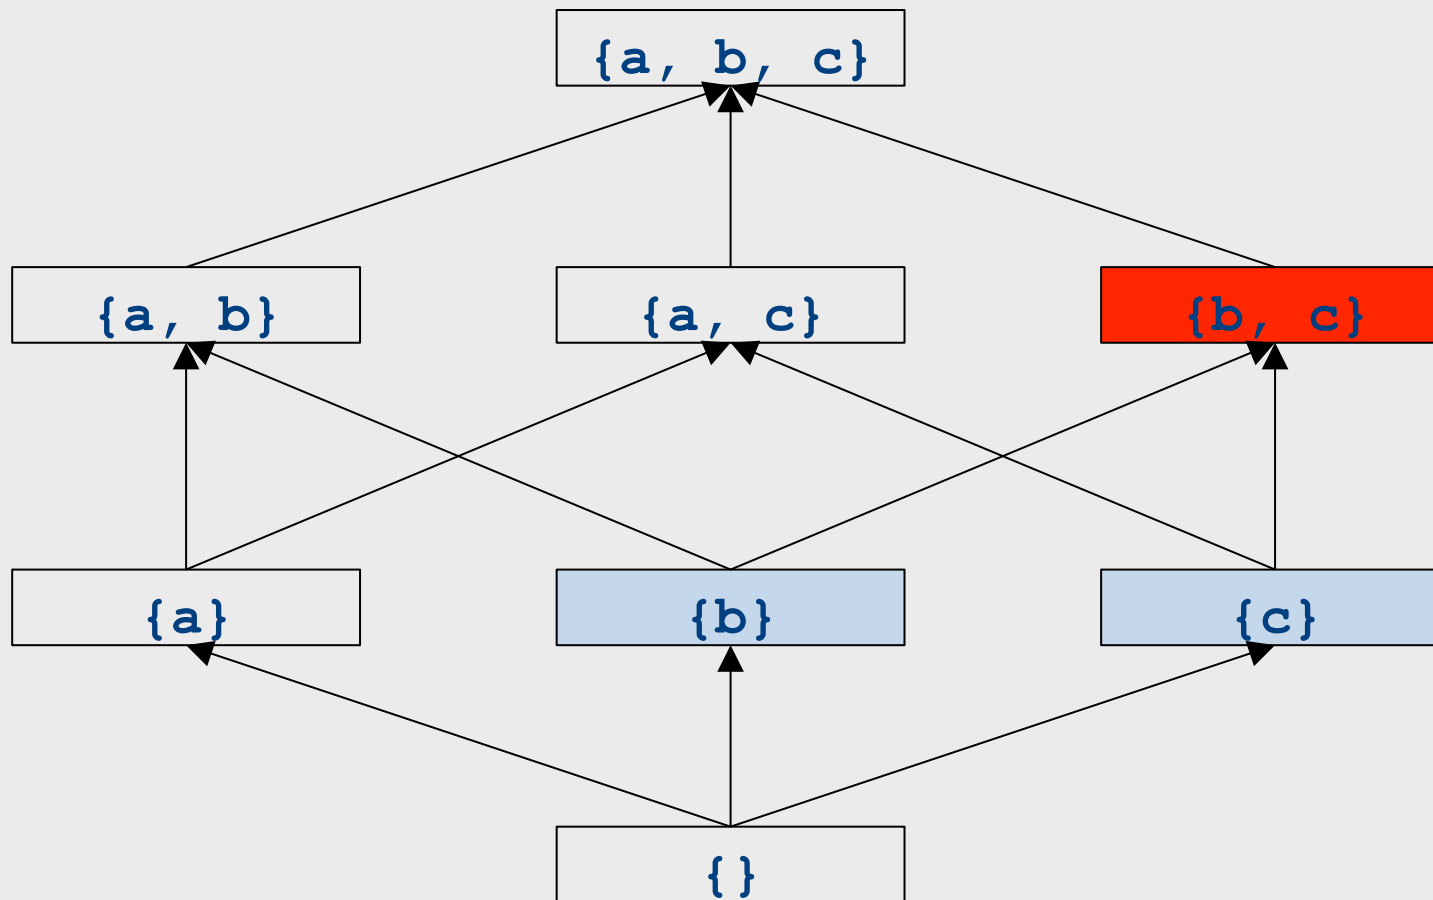 {a, b, c}
{a, b}
{a, c}
{b, c}
{a}
{b}
{c}
{}